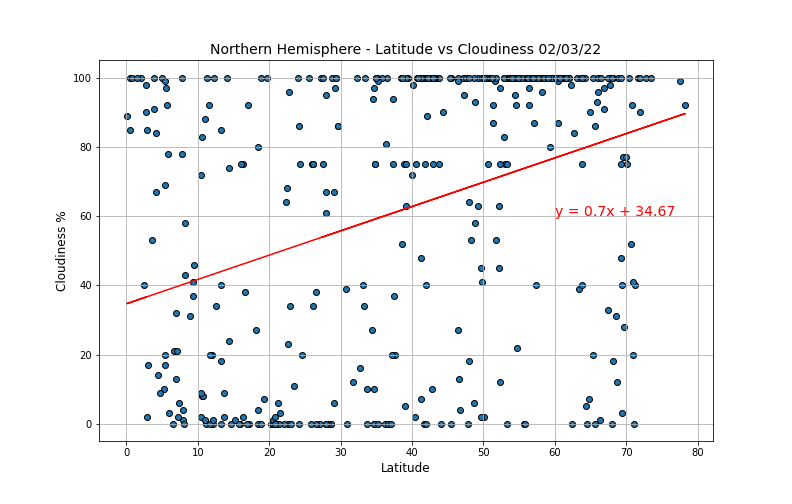 Northern Hemisphere - Latitude vs Cloudiness 02/03/22
100
80
60
40
20
0
Cloudiness %
y = 0.7x + 34.67
0 10 20 30 40 50 60 70 80
Latitude